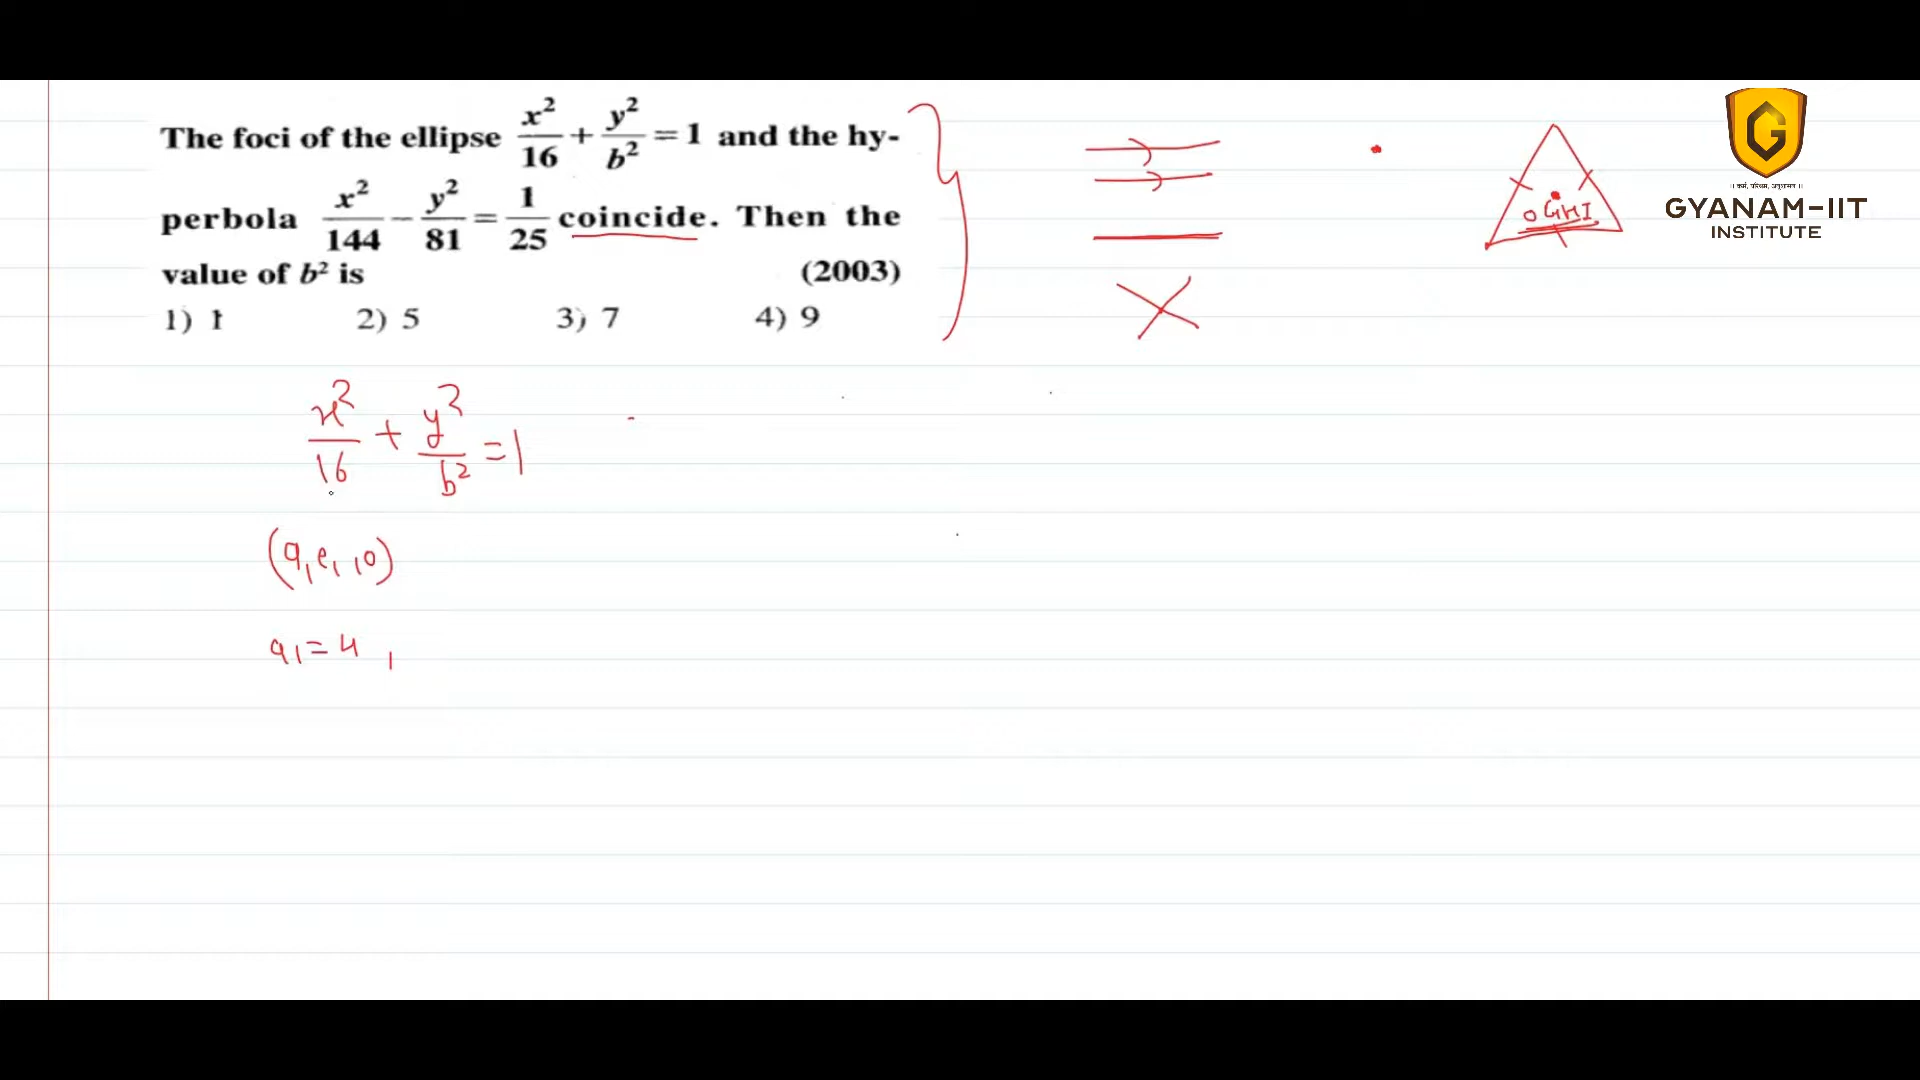 The foci of the ellipse x²/16 + y²/b² = 1 and the hy-
perbola x²/144 − y²/81 = 1/25 coincide. Then the
value of b² is (2003)
1) 1 2) 5 3) 7 4) 9
O G H I
GYANAM-IIT
INSTITUTE
x²/16 + y²/b² = 1
(a₁e₁, 0)
a₁ = 4,